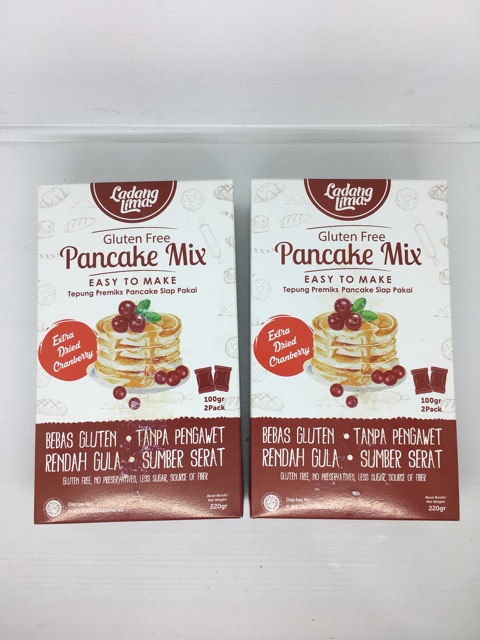 Ladang
Lima
Gluten Free
Pancake Mix
EASY TO MAKE
Tepung Premiks Pancake Siap Pakai
Extra
Dried
Cranberry
100gr
2Pack
BEBAS GLUTEN • TANPA PENGAWET
RENDAH GULA • SUMBER SERAT
GLUTEN FREE, NO PRESERVATIVES, LESS SUGAR, SOURCE OF FIBER
Berat Bersih/
Net Weight:
220gr
Ladang
Lima
Gluten Free
Pancake Mix
EASY TO MAKE
Tepung Premiks Pancake Siap Pakai
Extra
Dried
Cranberry
100gr
2Pack
BEBAS GLUTEN • TANPA PENGAWET
RENDAH GULA • SUMBER SERAT
GLUTEN FREE, NO PRESERVATIVES, LESS SUGAR, SOURCE OF FIBER
Dep.kes No:
Berat Bersih/
Net Weight:
220gr